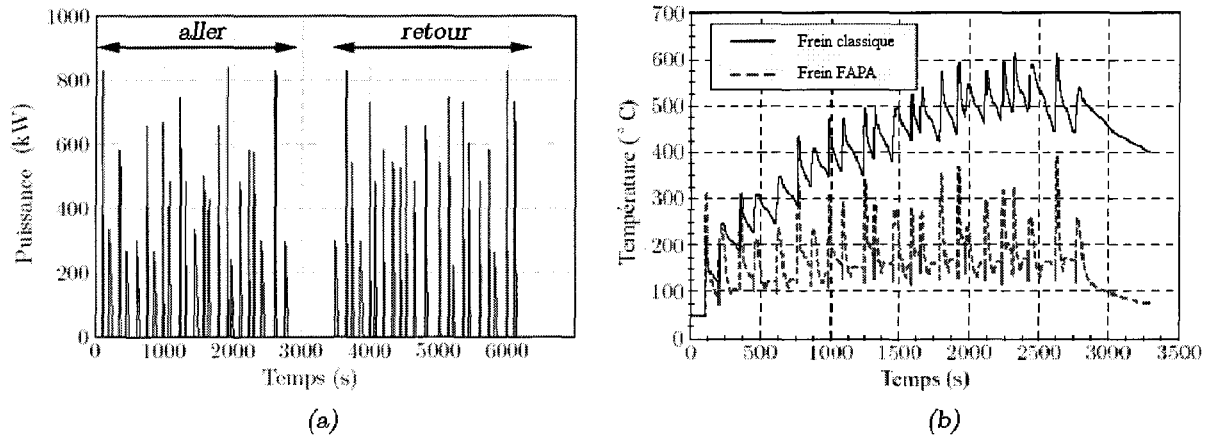 1000
800
600
400
200
0
Puissance (kW)
aller
retour
0 1000 2000 3000 4000 5000 6000
Temps (s)
(a)
700
600
500
400
300
200
100
0
Température (° C)
Frein classique
Frein FAPA
0 500 1000 1500 2000 2500 3000 3500
Temps (s)
(b)